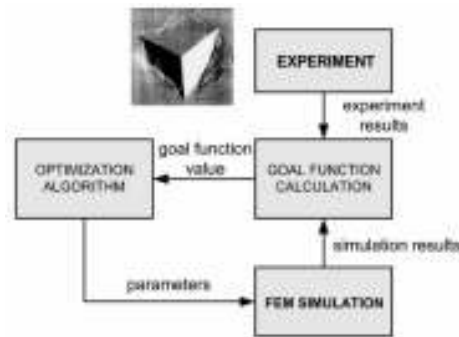 EXPERIMENT
experiment
results
goal function
value
OPTIMIZATION
ALGORITHM
GOAL FUNCTION
CALCULATION
simulation results
parameters
FEM SIMULATION